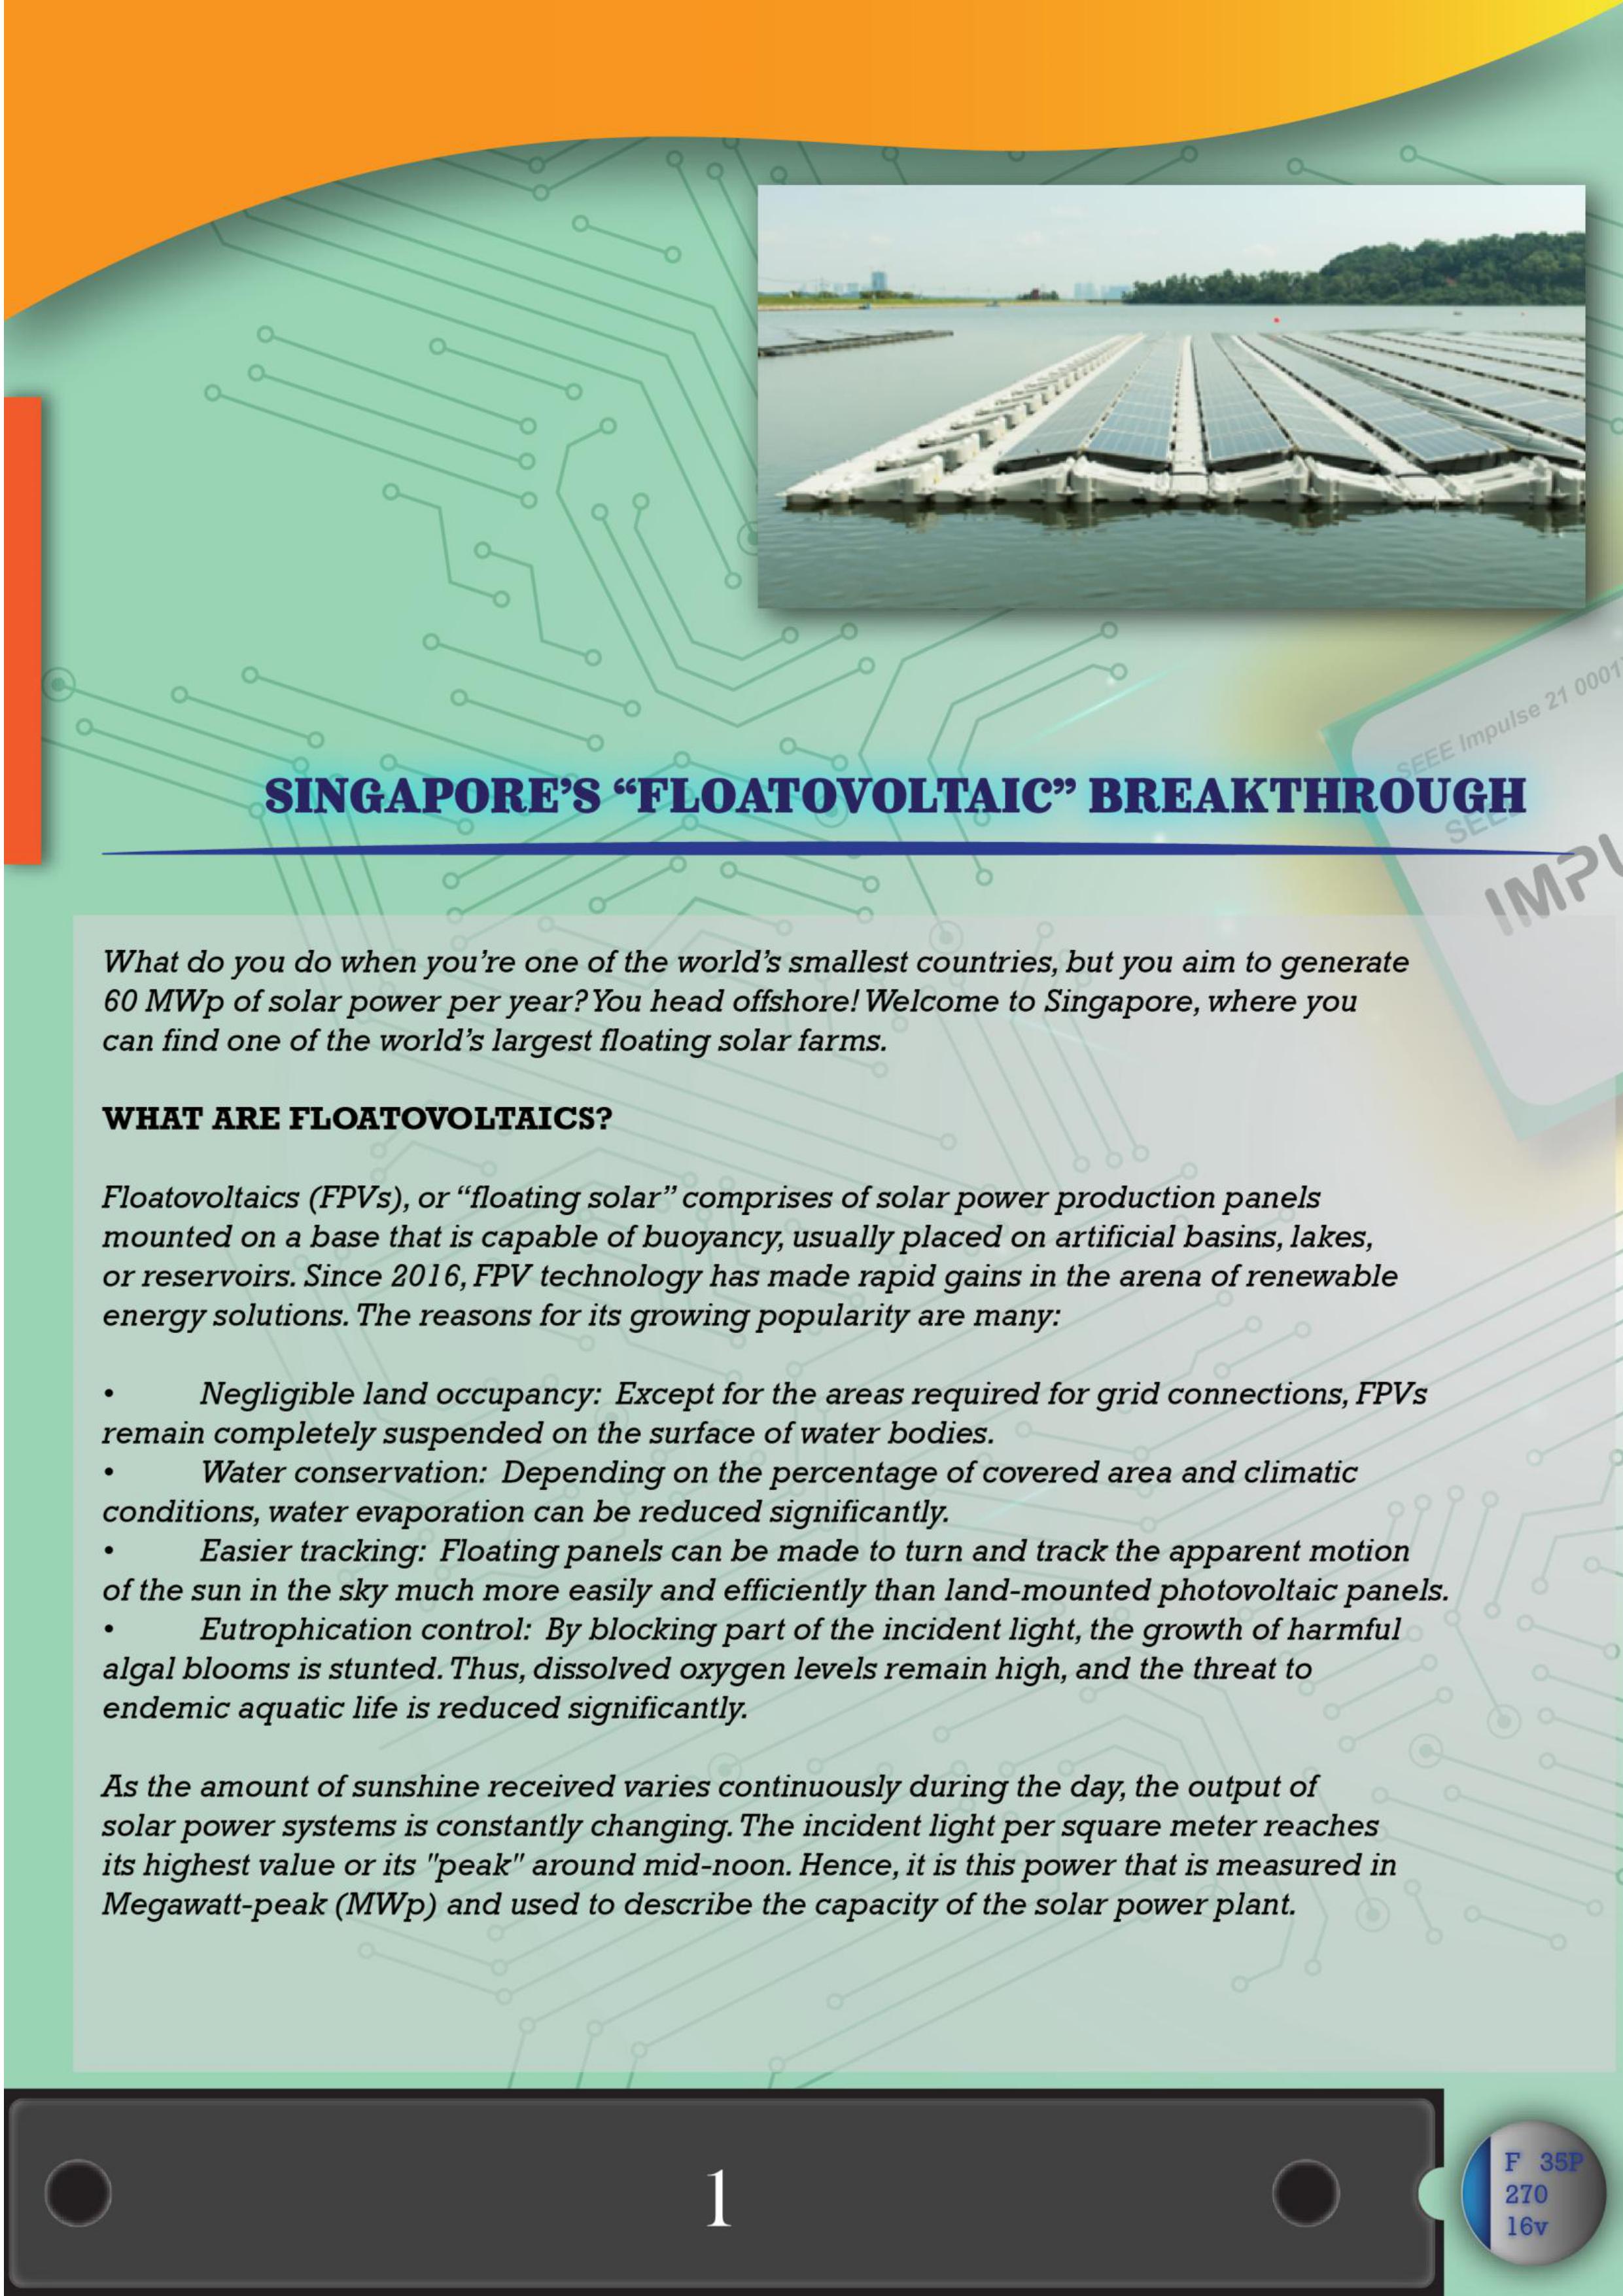 SEEE Impulse 21 0001
SEEE
SINGAPORE’S “FLOATOVOLTAIC” BREAKTHROUGH
What do you do when you’re one of the world’s smallest countries, but you aim to generate
60 MWp of solar power per year? You head offshore! Welcome to Singapore, where you
can find one of the world’s largest floating solar farms.
WHAT ARE FLOATOVOLTAICS?
Floatovoltaics (FPVs), or “floating solar” comprises of solar power production panels
mounted on a base that is capable of buoyancy, usually placed on artificial basins, lakes,
or reservoirs. Since 2016, FPV technology has made rapid gains in the arena of renewable
energy solutions. The reasons for its growing popularity are many:
• Negligible land occupancy: Except for the areas required for grid connections, FPVs
remain completely suspended on the surface of water bodies.
• Water conservation: Depending on the percentage of covered area and climatic
conditions, water evaporation can be reduced significantly.
• Easier tracking: Floating panels can be made to turn and track the apparent motion
of the sun in the sky much more easily and efficiently than land-mounted photovoltaic panels.
• Eutrophication control: By blocking part of the incident light, the growth of harmful
algal blooms is stunted. Thus, dissolved oxygen levels remain high, and the threat to
endemic aquatic life is reduced significantly.
As the amount of sunshine received varies continuously during the day, the output of
solar power systems is constantly changing. The incident light per square meter reaches
its highest value or its "peak" around mid-noon. Hence, it is this power that is measured in
Megawatt-peak (MWp) and used to describe the capacity of the solar power plant.
1
F 35P
270
16v